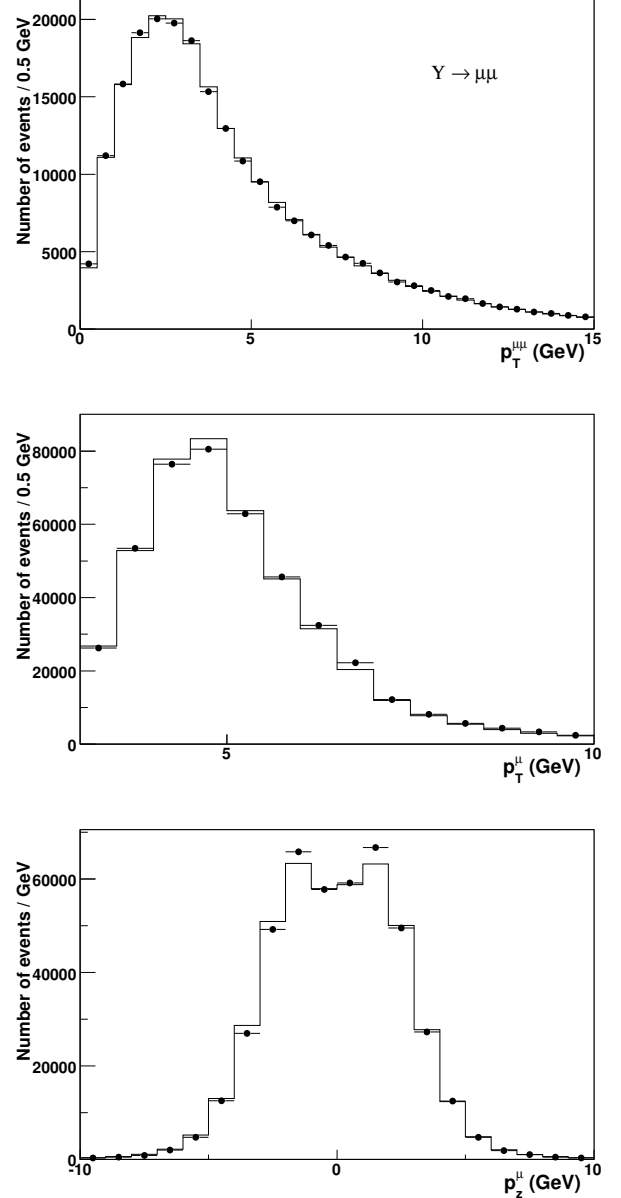 Number of events / 0.5 GeV
20000
15000
10000
5000
0
Υ → μμ
0 5 10 15
p_T^μμ (GeV)
Number of events / 0.5 GeV
80000
60000
40000
20000
0
5 10
p_T^μ (GeV)
Number of events / GeV
60000
40000
20000
0
-10 0 10
p_z^μ (GeV)